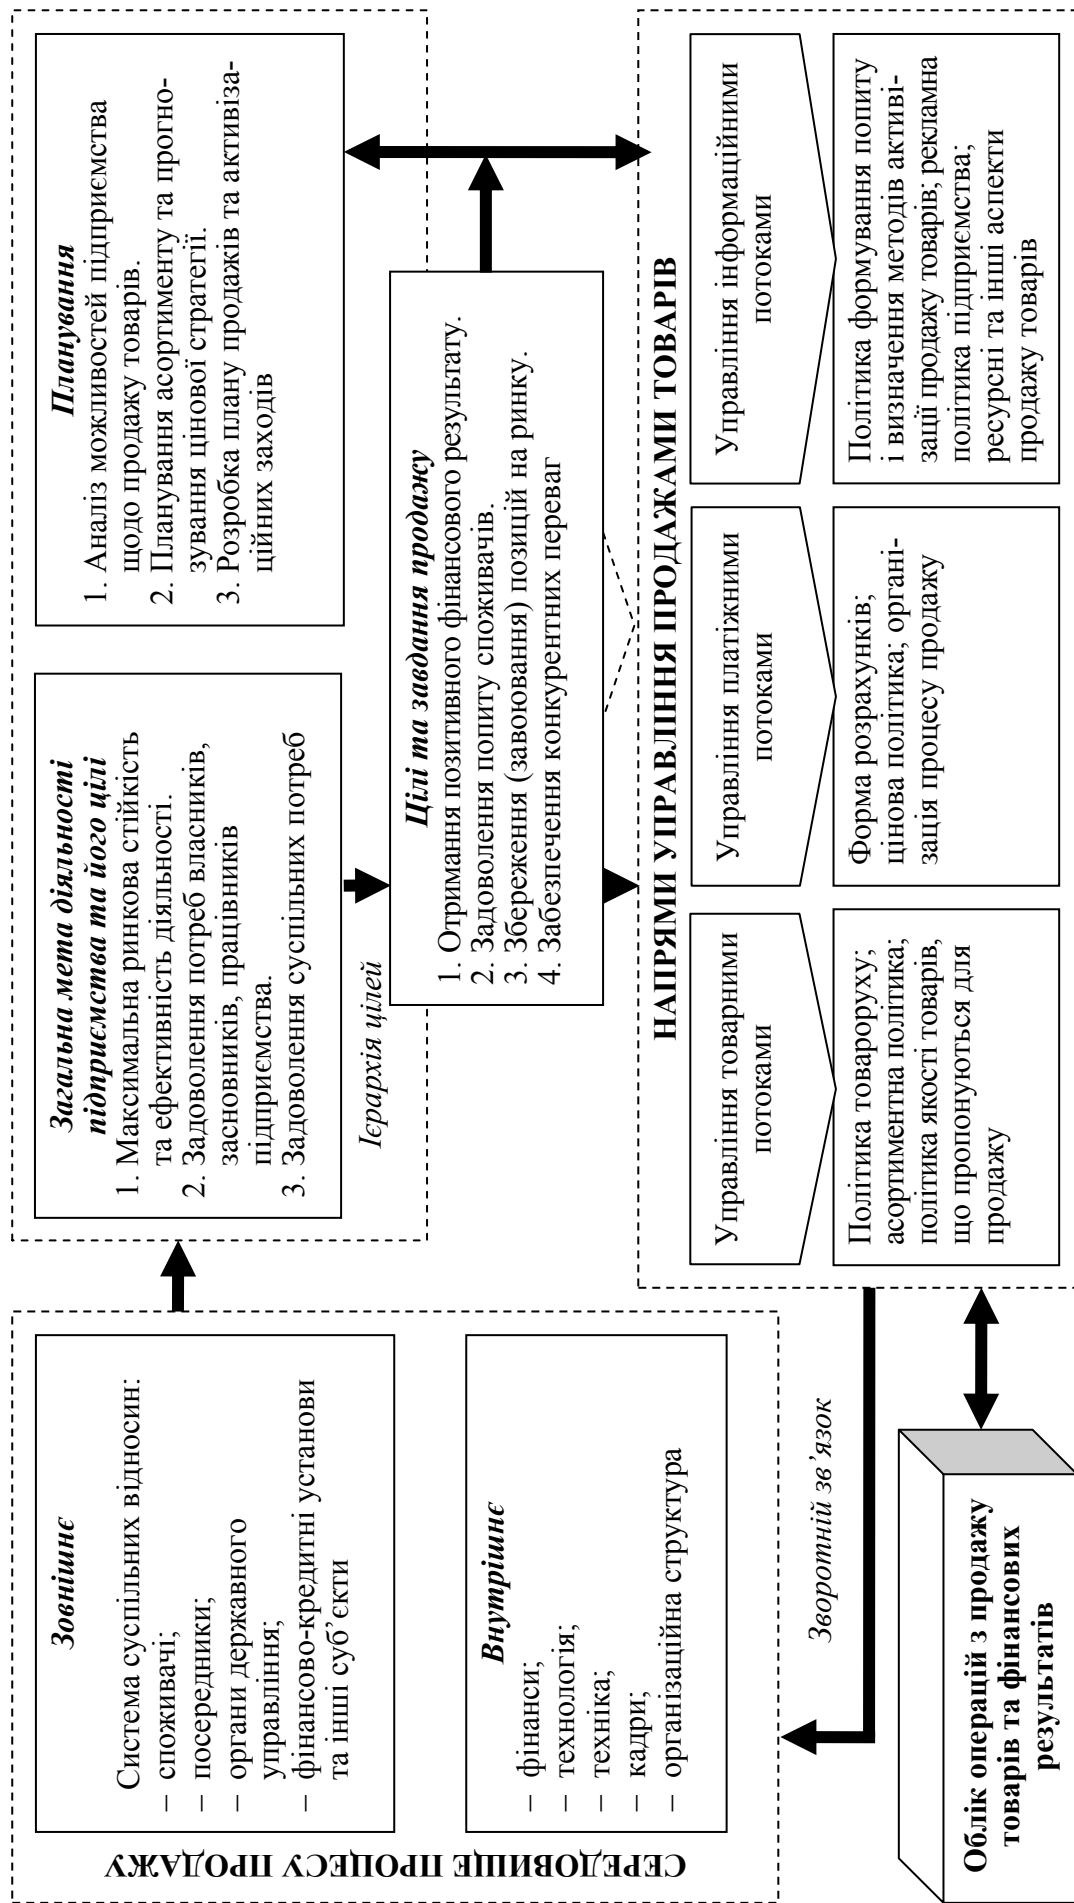 СЕРЕДОВИЩЕ ПРОЦЕСУ ПРОДАЖУ
Зовнішнє
Система суспільних відносин:
– споживачі;
– посередники;
– органи державного
управління;
– фінансово-кредитні установи
та інші суб’єкти
Внутрішнє
– фінанси;
– технологія;
– техніка;
– кадри;
– організаційна структура
Загальна мета діяльності
підприємства та його цілі
1. Максимальна ринкова стійкість
та ефективність діяльності.
2. Задоволення потреб власників,
засновників, працівників
підприємства.
3. Задоволення суспільних потреб
Планування
1. Аналіз можливостей підприємства
щодо продажу товарів.
2. Планування асортименту та прогно-
зування цінової стратегії.
3. Розробка плану продажів та активіза-
ційних заходів
Ієрархія цілей
Цілі та завдання продажу
1. Отримання позитивного фінансового результату.
2. Задоволення попиту споживачів.
3. Збереження (завоювання) позицій на ринку.
4. Забезпечення конкурентних переваг
НАПРЯМИ УПРАВЛІННЯ ПРОДАЖАМИ ТОВАРІВ
Управління товарними
потоками
Політика товароруху;
асортиментна політика;
політика якості товарів,
що пропонуються для
продажу
Управління платіжними
потоками
Форма розрахунків;
цінова політика; органі-
зація процесу продажу
Управління інформаційними
потоками
Політика формування попиту
і визначення методів активі-
зації продажу товарів; рекламна
політика підприємства;
ресурсні та інші аспекти
продажу товарів
Зворотній зв’язок
Облік операцій з продажу
товарів та фінансових
результатів